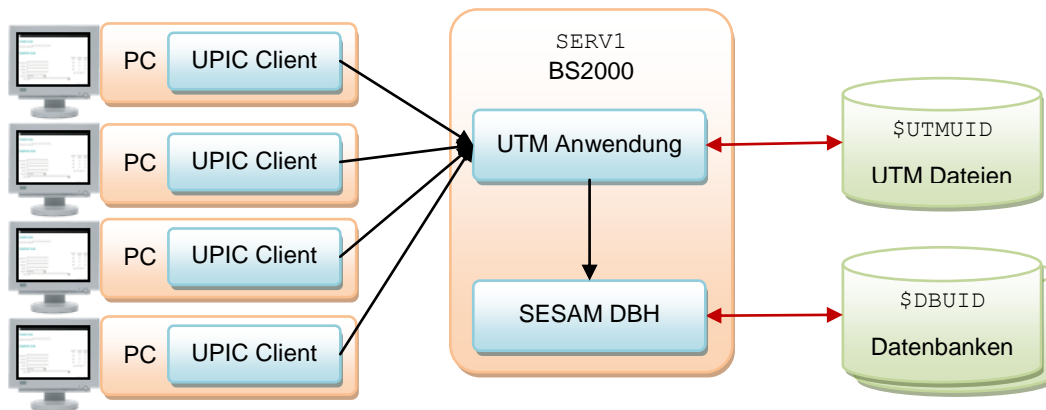 PC
UPIC Client
PC
UPIC Client
PC
UPIC Client
PC
UPIC Client
SERV1
BS2000
UTM Anwendung
SESAM DBH
$UTMUID
UTM Dateien
$DBUID
Datenbanken